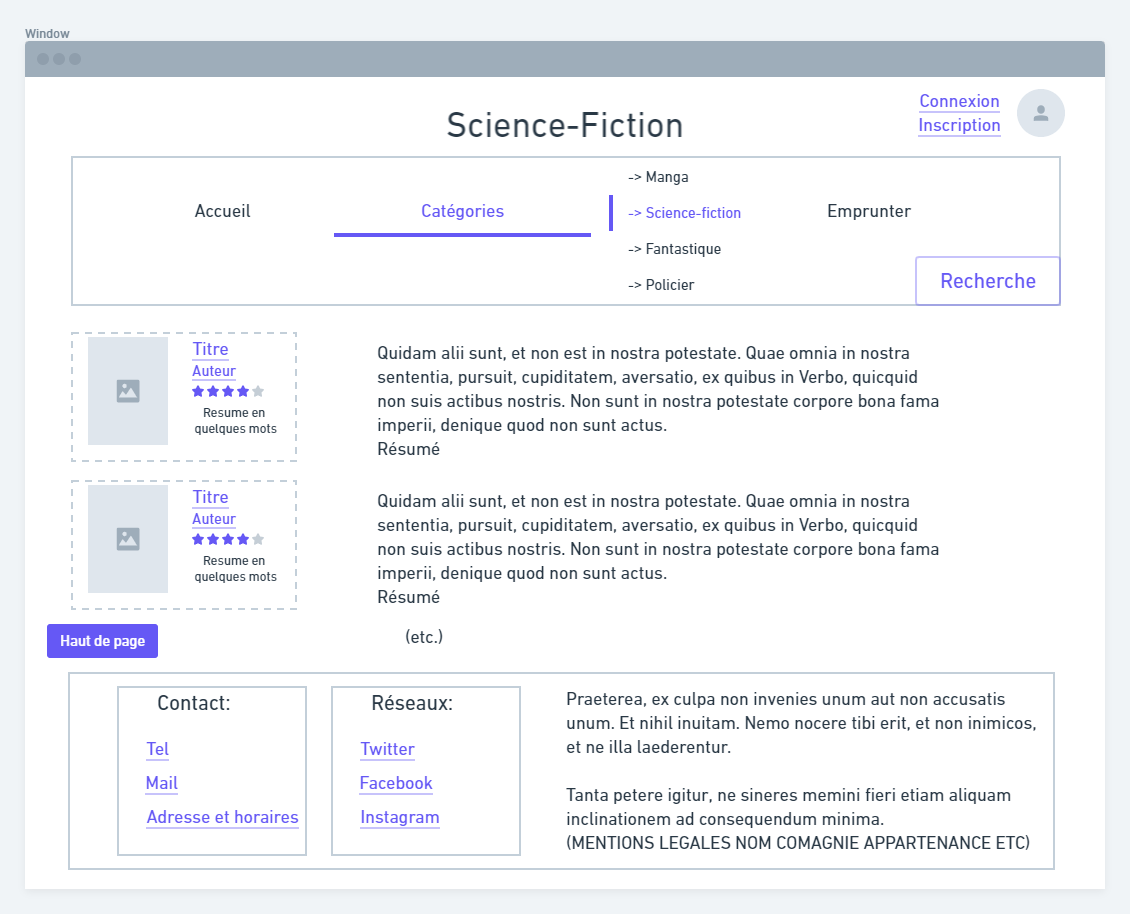 Window
Connexion
Inscription
Science-Fiction
Accueil
Catégories
-> Manga
-> Science-fiction
-> Fantastique
-> Policier
Emprunter
Recherche
Titre
Auteur
Resume en
quelques mots
Quidam alii sunt, et non est in nostra potestate. Quae omnia in nostra
sententia, pursuit, cupiditatem, aversatio, ex quibus in Verbo, quicquid
non suis actibus nostris. Non sunt in nostra potestate corpore bona fama
imperii, denique quod non sunt actus.
Résumé
Titre
Auteur
Resume en
quelques mots
Quidam alii sunt, et non est in nostra potestate. Quae omnia in nostra
sententia, pursuit, cupiditatem, aversatio, ex quibus in Verbo, quicquid
non suis actibus nostris. Non sunt in nostra potestate corpore bona fama
imperii, denique quod non sunt actus.
Résumé
(etc.)
Haut de page
Contact:
Tel
Mail
Adresse et horaires
Réseaux:
Twitter
Facebook
Instagram
Praeterea, ex culpa non invenies unum aut non accusatis
unum. Et nihil inuitam. Nemo nocere tibi erit, et non inimicos,
et ne illa laederentur.
Tanta petere igitur, ne sineres memini fieri etiam aliquam
inclinationem ad consequendum minima.
(MENTIONS LEGALES NOM COMAGNIE APPARTENANCE ETC)